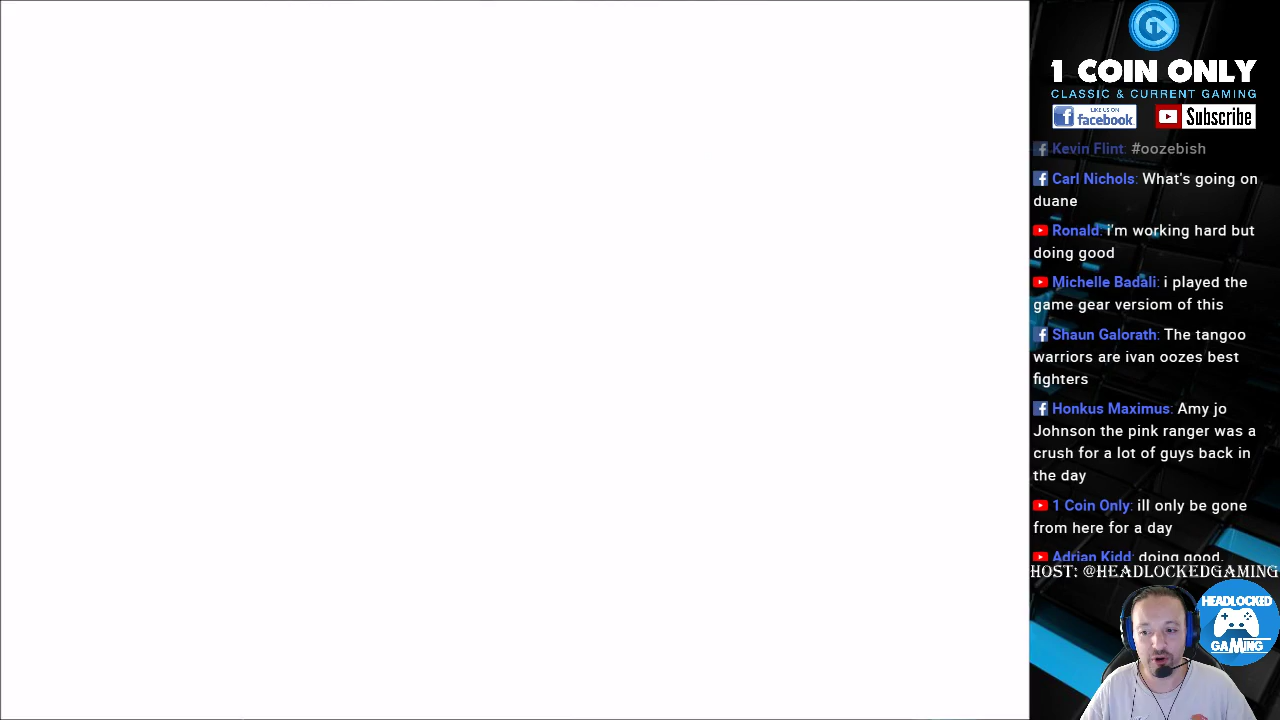 1 COIN ONLY
CLASSIC & CURRENT GAMING
LIKE US ON
facebook.
Subscribe
Kevin Flint: #oozebish
Carl Nichols: What's going on
duane
Ronald: i'm working hard but
doing good
Michelle Badali: i played the
game gear versiom of this
Shaun Galorath: The tangoo
warriors are ivan oozes best
fighters
Honkus Maximus: Amy jo
Johnson the pink ranger was a
crush for a lot of guys back in
the day
1 Coin Only: ill only be gone
from here for a day
Adrian Kidd: doing good.
HOST: @HEADLOCKEDGAMING
HEADLOCKED
GAMING